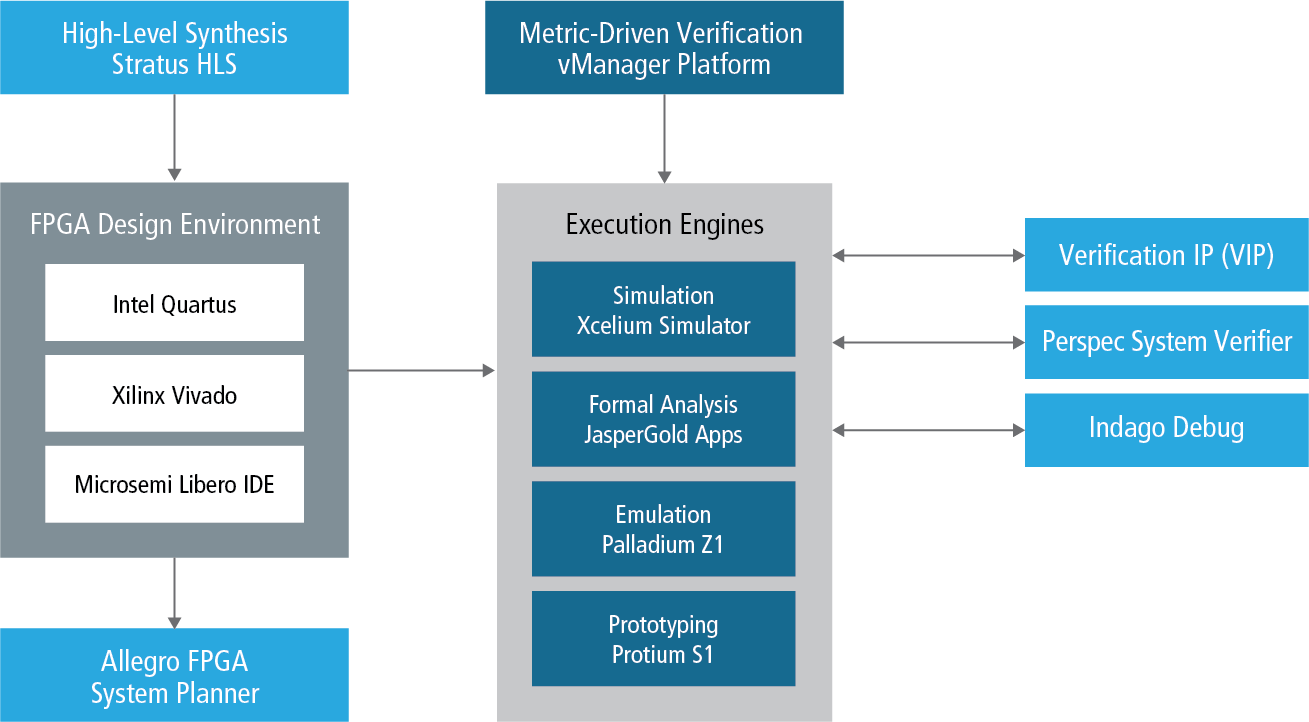 High-Level Synthesis
Stratus HLS
Metric-Driven Verification
vManager Platform
FPGA Design Environment
Intel Quartus
Xilinx Vivado
Microsemi Libero IDE
Allegro FPGA
System Planner
Execution Engines
Simulation
Xcelium Simulator
Formal Analysis
JasperGold Apps
Emulation
Palladium Z1
Prototyping
Protium S1
Verification IP (VIP)
Perspec System Verifier
Indago Debug